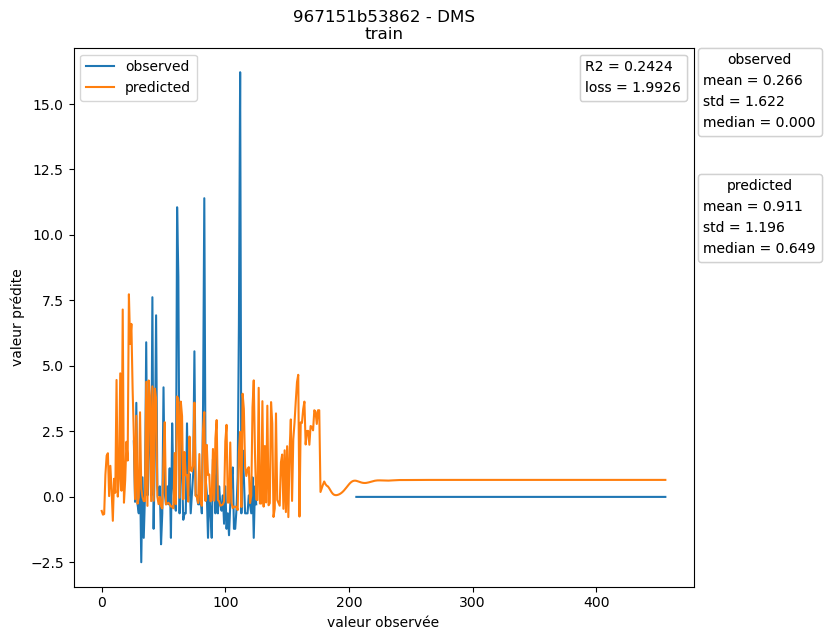 967151b53862 - DMS
train
observed
predicted
R2 = 0.2424
loss = 1.9926
observed
mean = 0.266
std = 1.622
median = 0.000
predicted
mean = 0.911
std = 1.196
median = 0.649
valeur prédite
15.0
12.5
10.0
7.5
5.0
2.5
0.0
−2.5
0
100
200
300
400
valeur observée